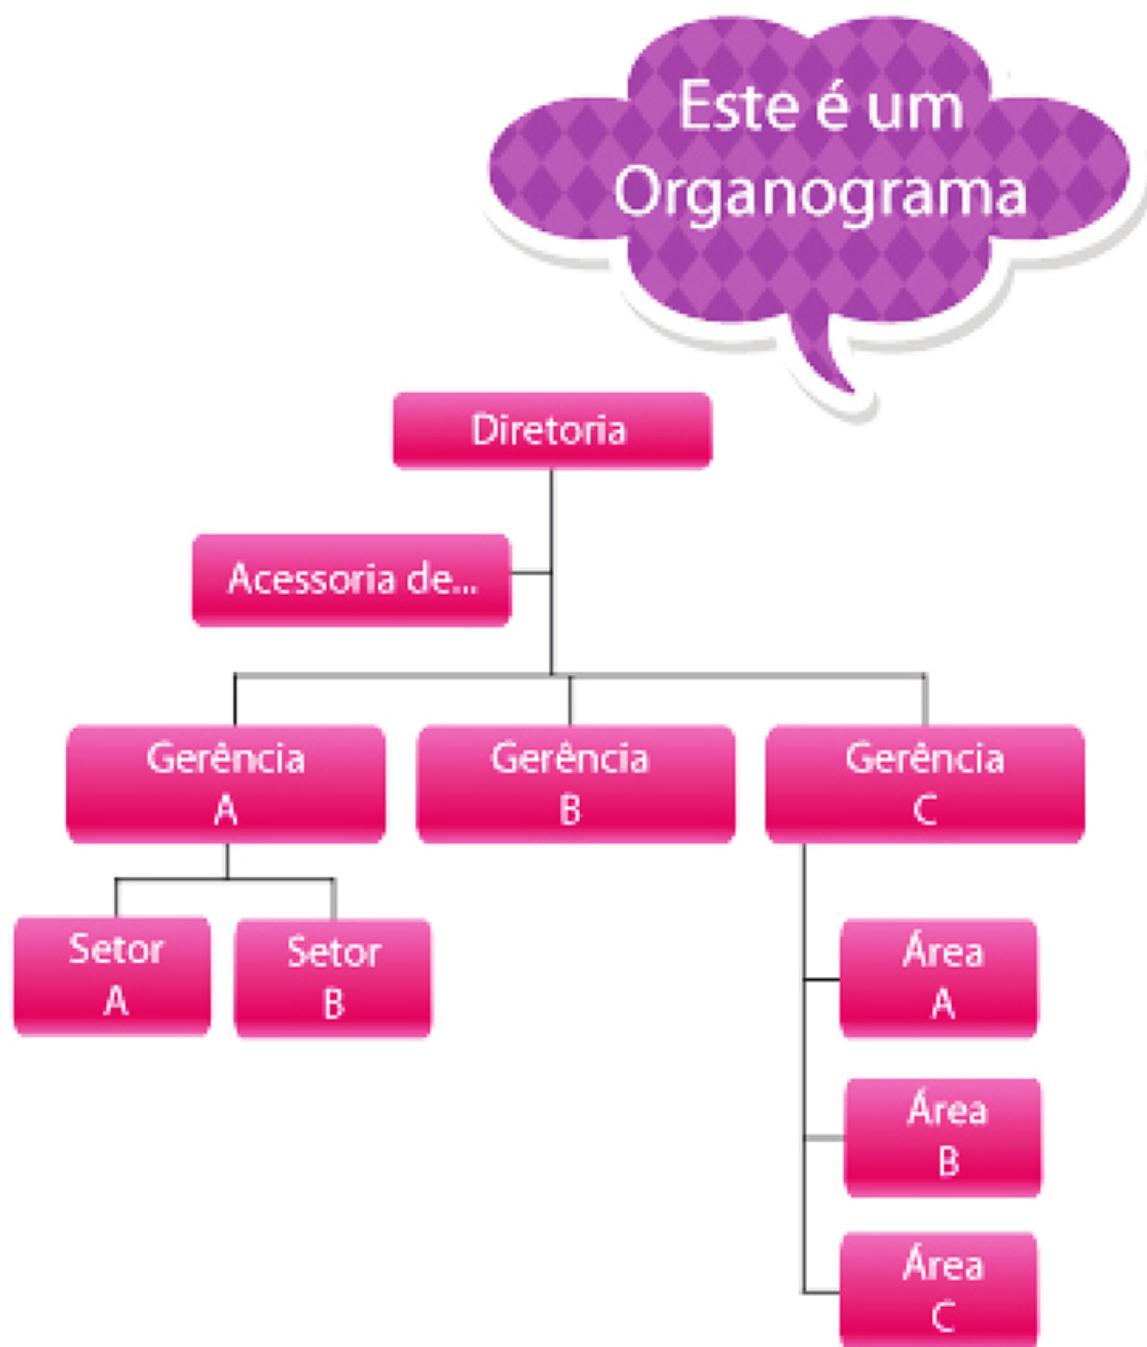 Este é um
Organograma
Diretoria
Acessoria de...
Gerência
A
Gerência
B
Gerência
C
Setor
A
Setor
B
Área
A
Área
B
Área
C